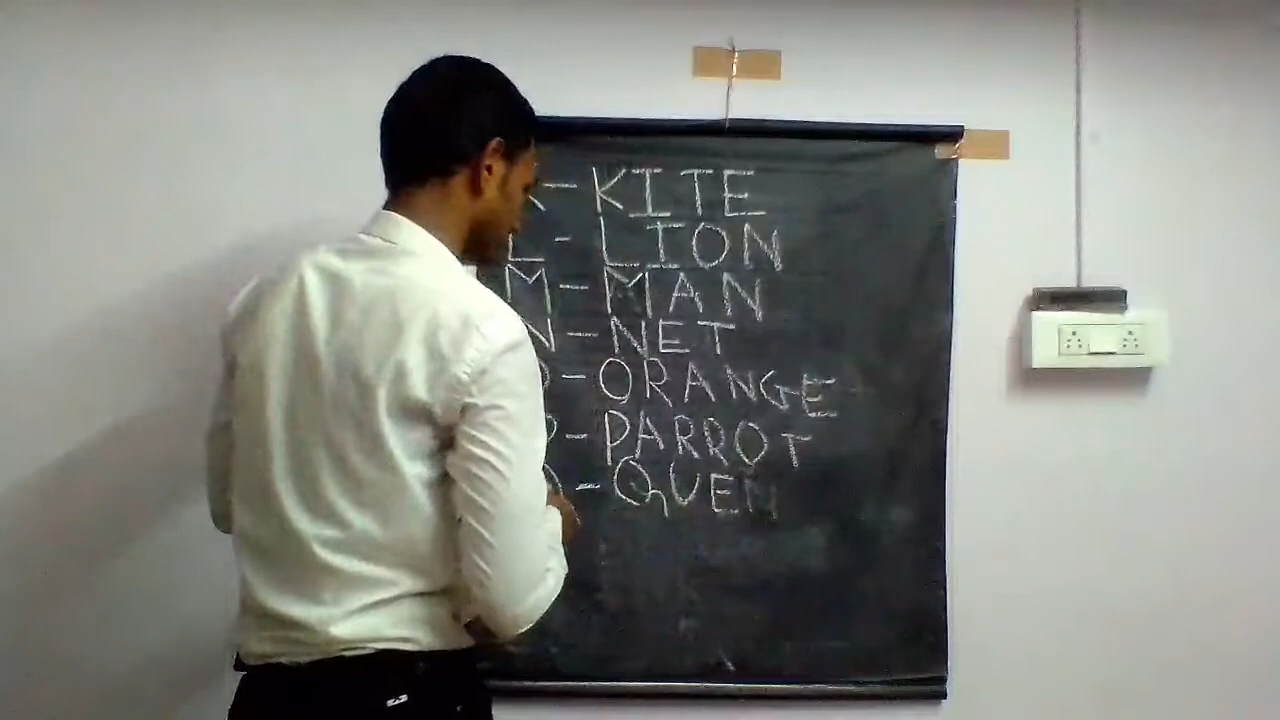 K-KITE
L-LION
M-MAN
N-NET
O-ORANGE
P-PARROT
Q-QUEN